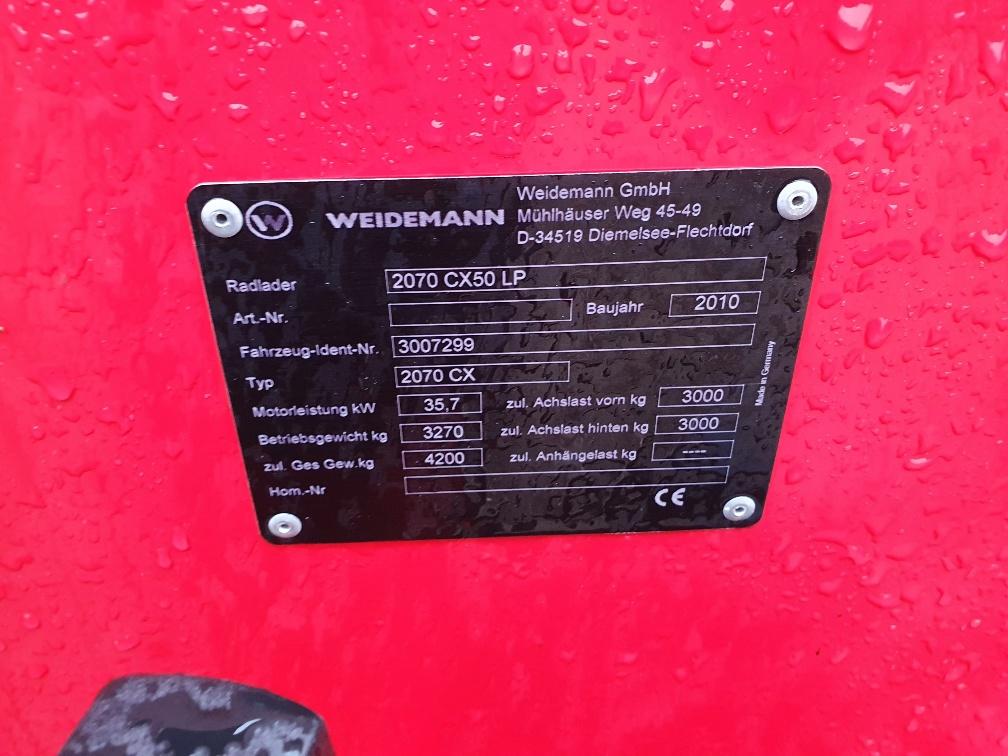 W WEIDEMANN
Weidemann GmbH
Mühlhäuser Weg 45-49
D-34519 Diemelsee-Flechtdorf
Radlader 2070 CX50 LP
Art.-Nr. Baujahr 2010
Fahrzeug-Ident-Nr. 3007299
Typ 2070 CX
Motorleistung kW 35,7 zul. Achslast vorn kg 3000
Betriebsgewicht kg 3270 zul. Achslast hinten kg 3000
zul. Ges Gew.kg 4200 zul. Anhängelast kg ----
Hom.-Nr
CE
Made in Germany